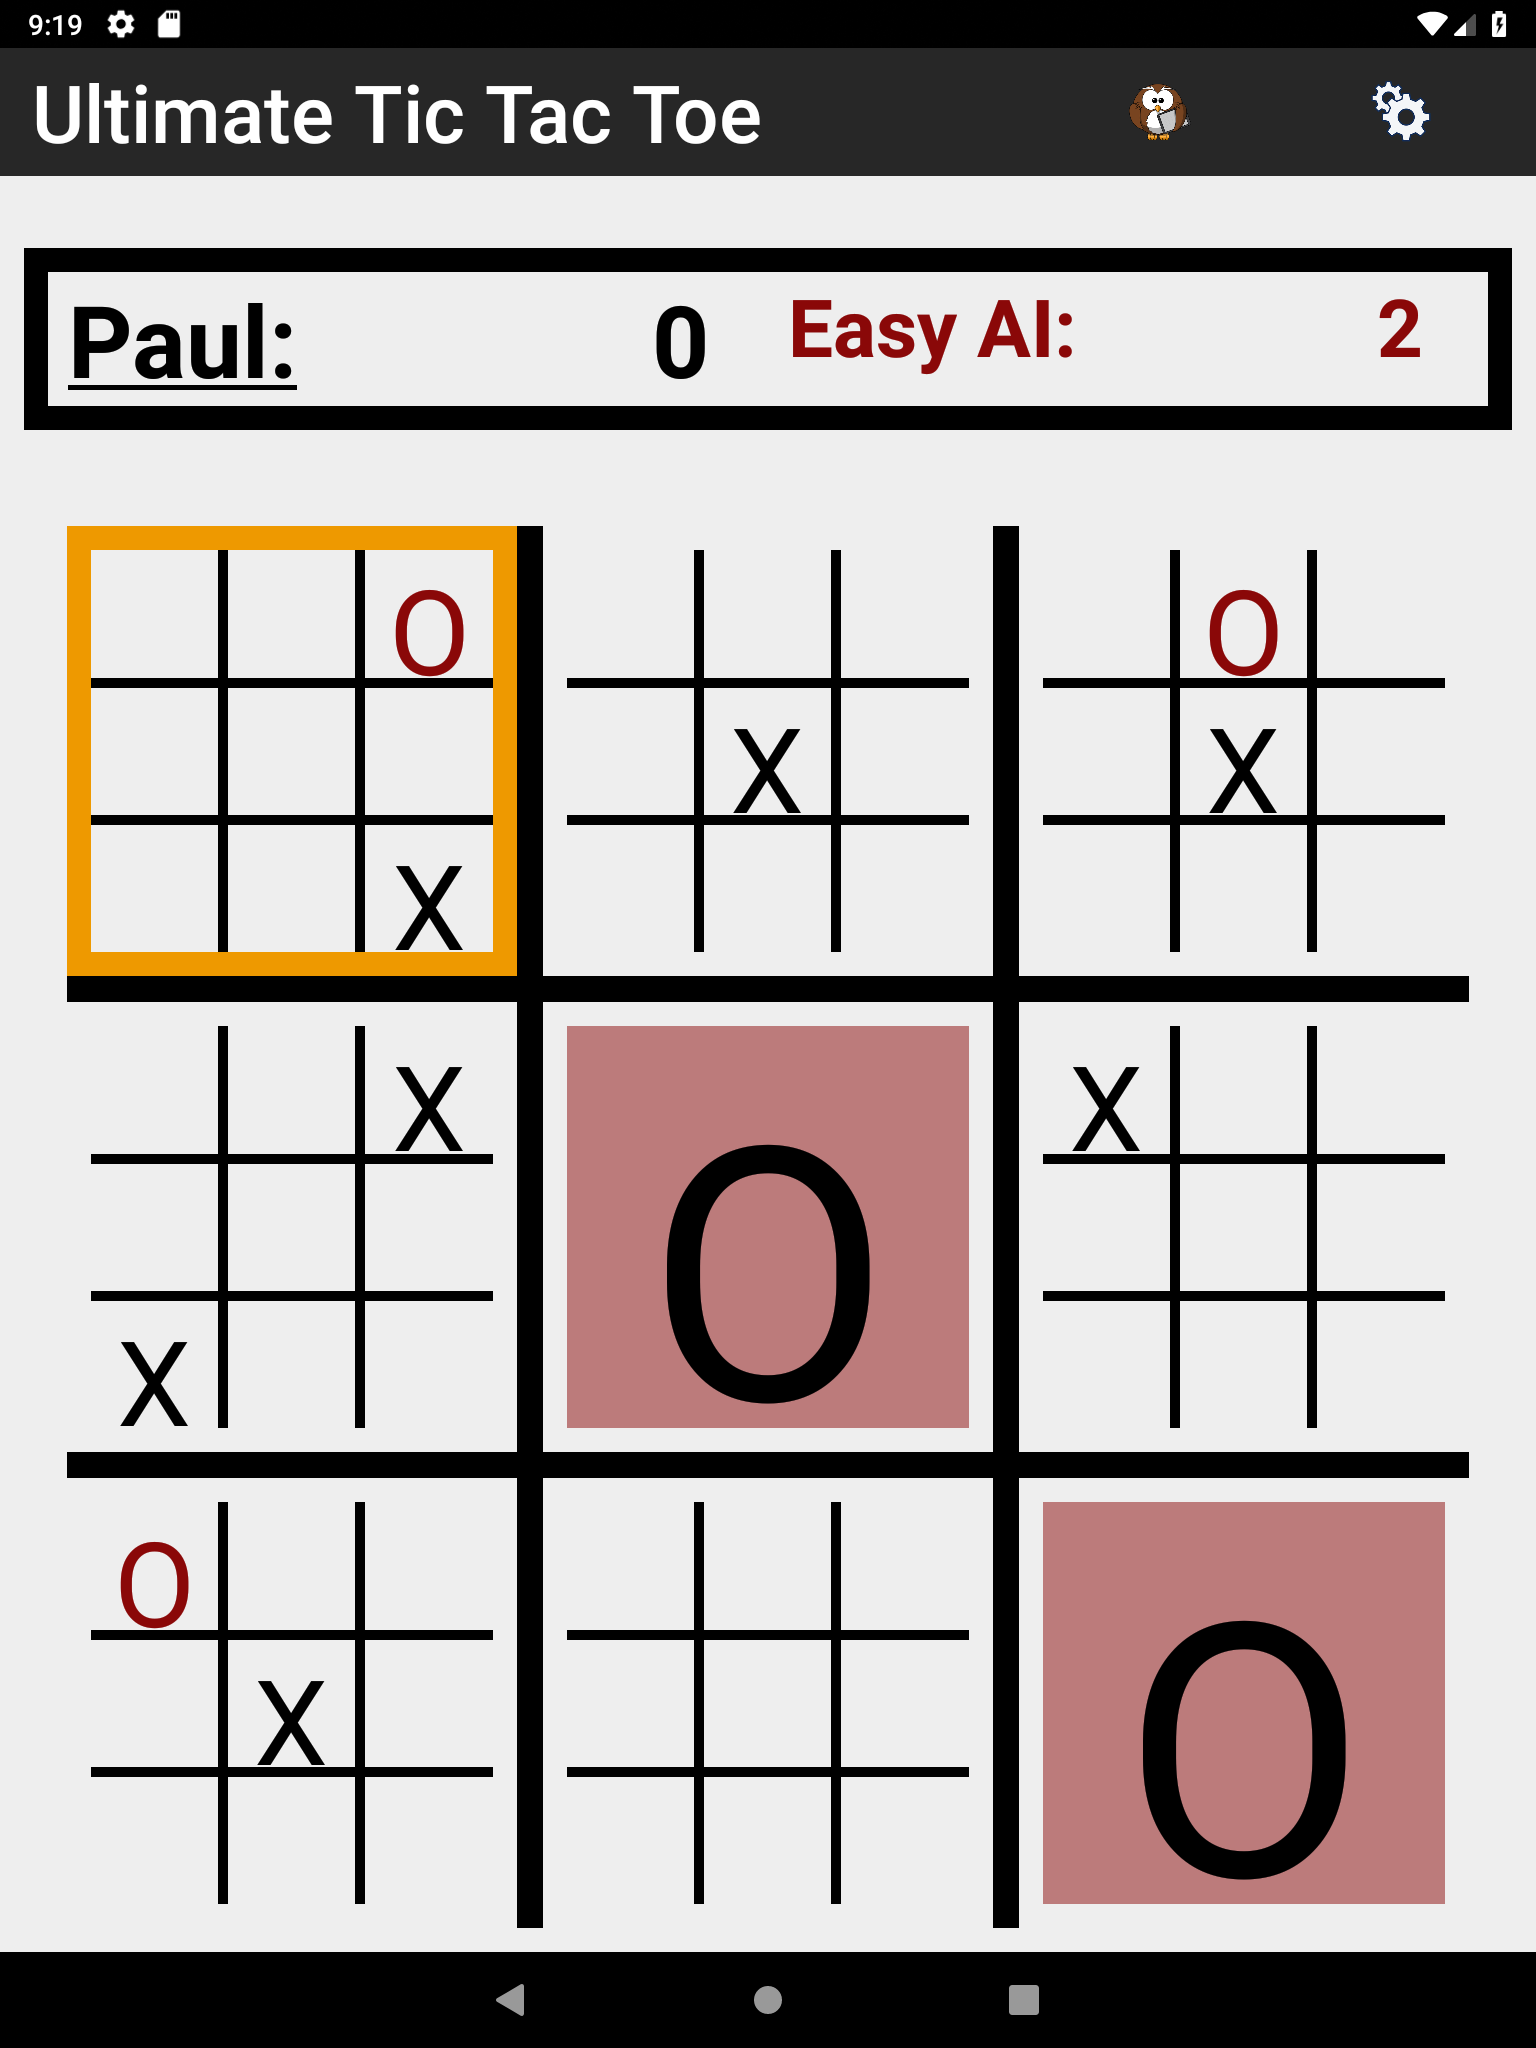 9:19
Ultimate Tic Tac Toe
Paul: 0 Easy AI: 2
O O
X X
X
X X
O
X
O
X
O